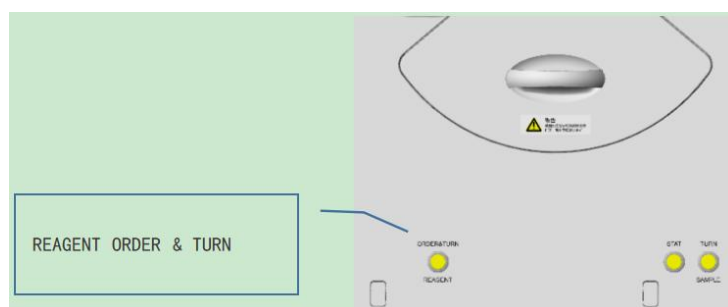 REAGENT ORDER & TURN
ORDER&TURN
REAGENT
STAT
TURN
SAMPLE